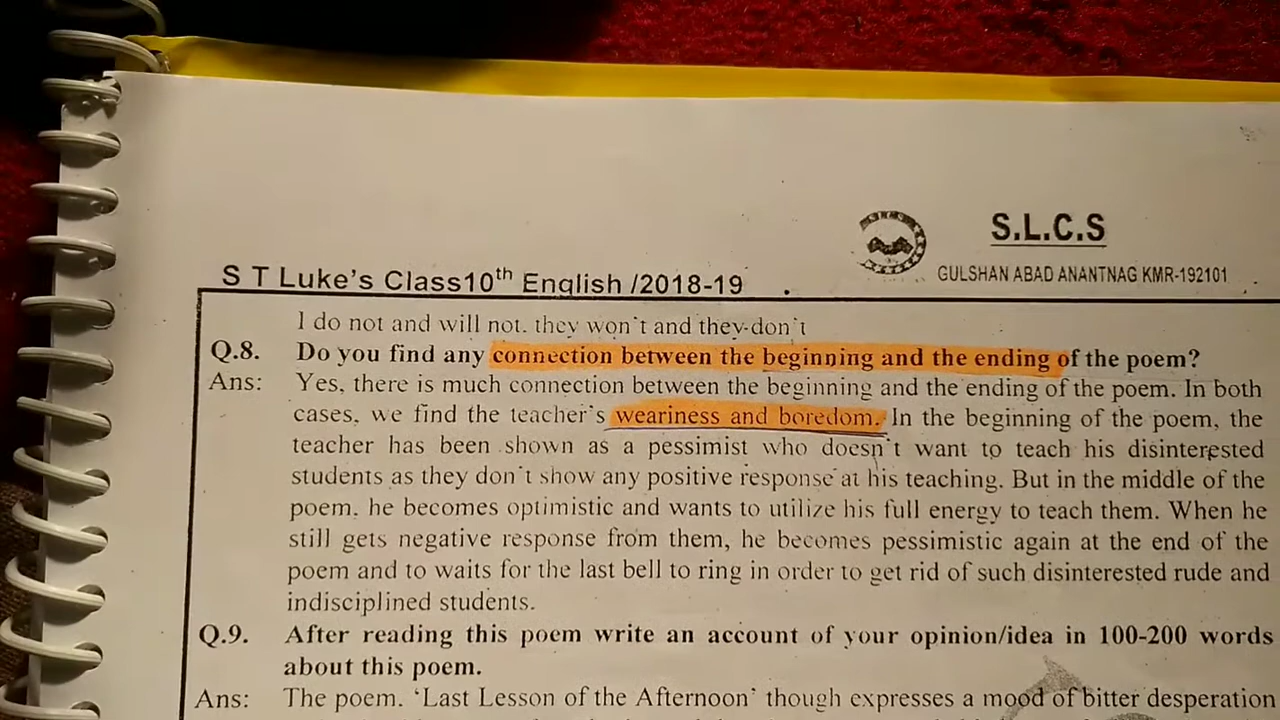 S.L.C.S
GULSHAN ABAD ANANTNAG KMR-192101
S T Luke's Class10th English /2018-19 .
I do not and will not. they won't and they don't
Q.8. Do you find any connection between the beginning and the ending of the poem?
Ans: Yes, there is much connection between the beginning and the ending of the poem. In both
cases, we find the teacher's weariness and boredom. In the beginning of the poem, the
teacher has been shown as a pessimist who doesn't want to teach his disinterested
students as they don't show any positive response at his teaching. But in the middle of the
poem, he becomes optimistic and wants to utilize his full energy to teach them. When he
still gets negative response from them, he becomes pessimistic again at the end of the
poem and to waits for the last bell to ring in order to get rid of such disinterested rude and
indisciplined students.
Q.9. After reading this poem write an account of your opinion/idea in 100-200 words
about this poem.
Ans: The poem. 'Last Lesson of the Afternoon' though expresses a mood of bitter desperation